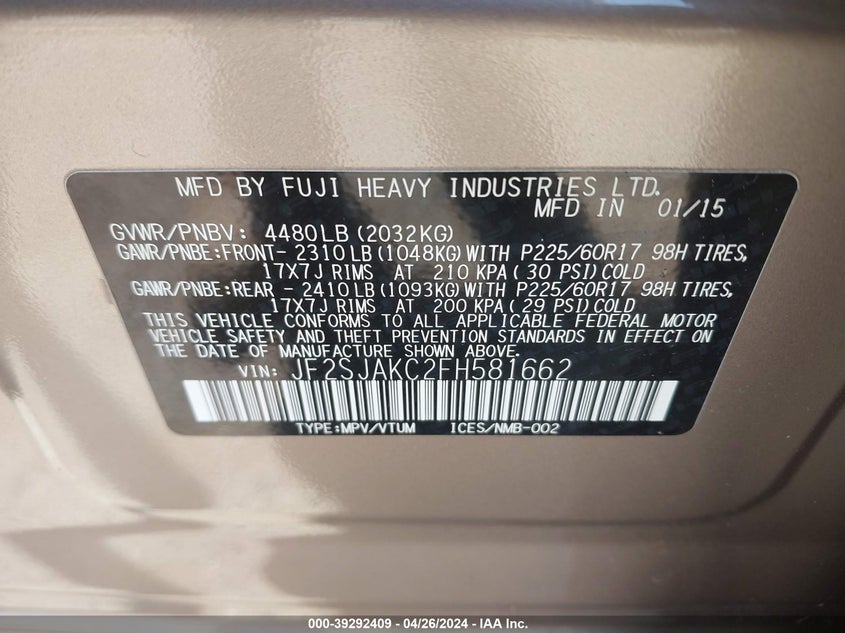 MFD BY FUJI HEAVY INDUSTRIES LTD.
MFD IN 01/15
GVWR/PNBV: 4480LB(2032KG)
GAWR/PNBE:FRONT- 2310LB(1048KG)WITH P225/60R17 98H TIRES,
17X7J RIMS AT 210 KPA( 30 PSI)COLD
GAWR/PNBE:REAR - 2410LB(1093KG)WITH P225/60R17 98H TIRES,
17X7J RIMS AT 200 KPA( 29 PSI)COLD
THIS VEHICLE CONFORMS TO ALL APPLICABLE FEDERAL MOTOR
VEHICLE SAFETY AND THEFT PREVENTION STANDARDS IN EFFECT ON
THE DATE OF MANUFACTURE SHOWN ABOVE.
VIN: JF2SJAKC2FH581662
TYPE:MPV/VTUM ICES/NMB-002
000-39292409 - 04/26/2024 - IAA Inc.